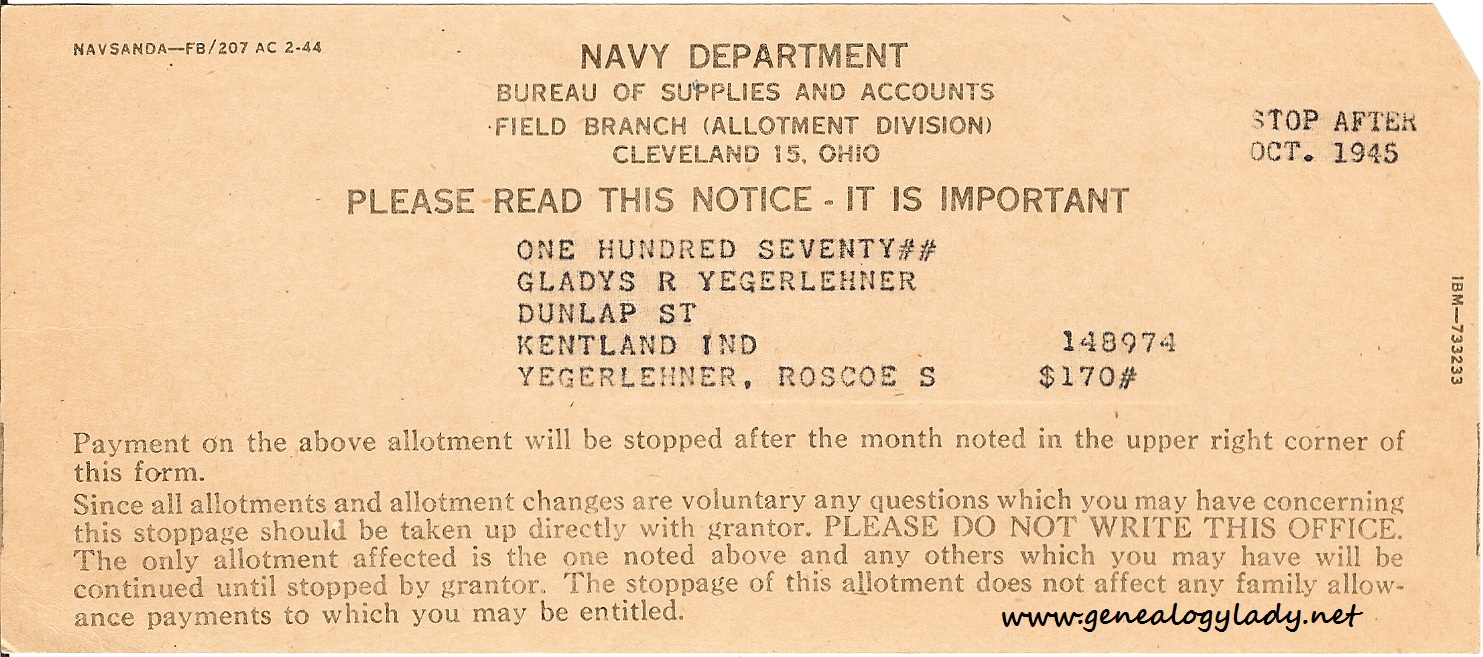 NAVSANDA—FB/207 AC 2-44
NAVY DEPARTMENT
BUREAU OF SUPPLIES AND ACCOUNTS
FIELD BRANCH (ALLOTMENT DIVISION)
CLEVELAND 15, OHIO
STOP AFTER
OCT. 1945
PLEASE READ THIS NOTICE - IT IS IMPORTANT
ONE HUNDRED SEVENTY##
GLADYS R YEGERLEHNER
DUNLAP ST
KENTLAND IND 148974
YEGERLEHNER, ROSCOE S $170#
IBM—733233
Payment on the above allotment will be stopped after the month noted in the upper right corner of
this form.
Since all allotments and allotment changes are voluntary any questions which you may have concerning
this stoppage should be taken up directly with grantor. PLEASE DO NOT WRITE THIS OFFICE.
The only allotment affected is the one noted above and any others which you may have will be
continued until stopped by grantor. The stoppage of this allotment does not affect any family allow-
ance payments to which you may be entitled.
www.genealogylady.net